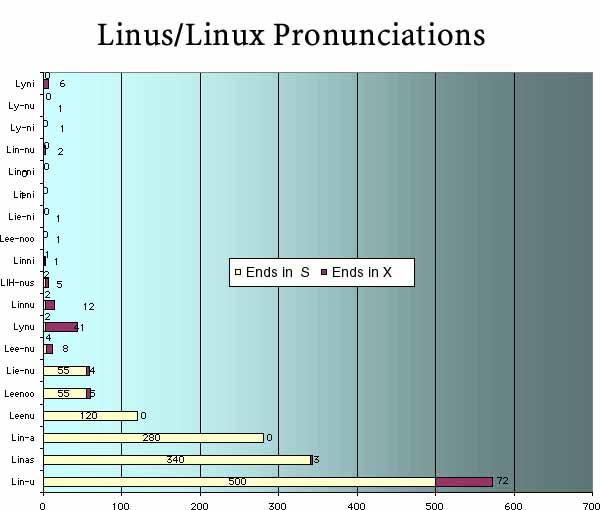 Linus/Linux Pronunciations
Lyni 0 6
Ly-nu 0 1
Ly-ni 0 1
Lin-nu 0 2
0
0
Lie-ni 0 1
Lee-noo 0 1
Linni 1 1
LIH-nus 2 5
Ends in S Ends in X
Linnu 2 12
Lynu 2 41
Lee-nu 4 8
Lie-nu 55 4
Leenoo 55 5
Leenu 120 0
Lin-a 280 0
Linas 340 3
Lin-u 500 72
0 100 200 300 400 500 600 700